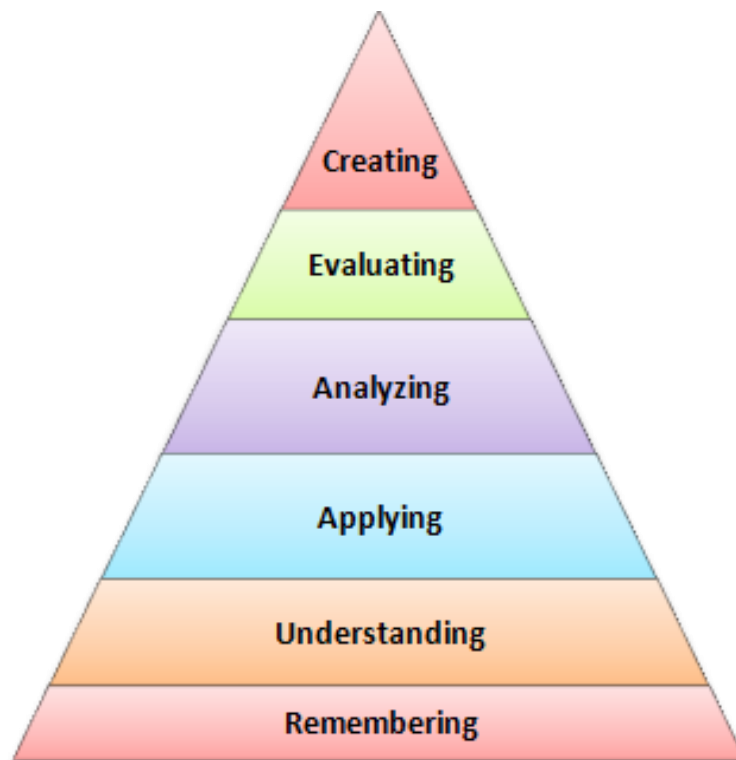 Creating
Evaluating
Analyzing
Applying
Understanding
Remembering